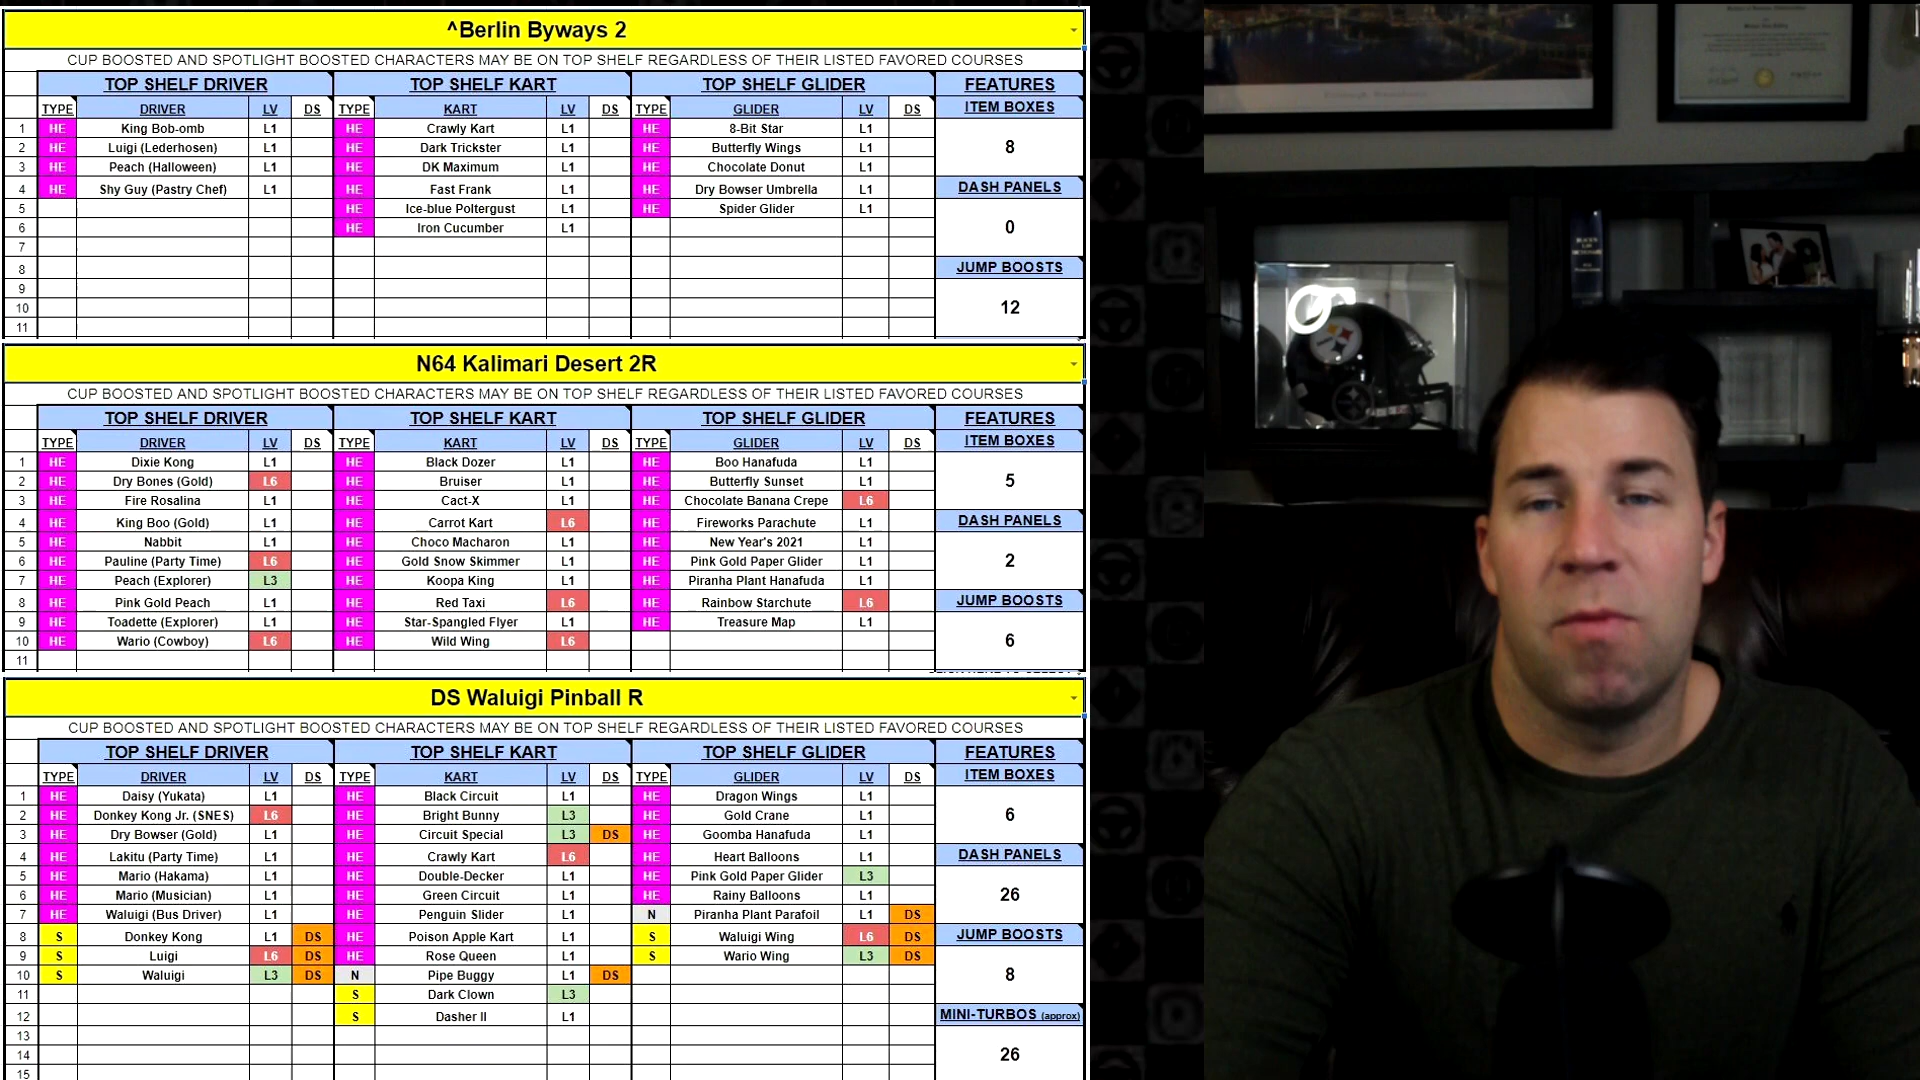 ^Berlin Byways 2
CUP BOOSTED AND SPOTLIGHT BOOSTED CHARACTERS MAY BE ON TOP SHELF REGARDLESS OF THEIR LISTED FAVORED COURSES
TOP SHELF DRIVER TOP SHELF KART TOP SHELF GLIDER FEATURES
TYPE DRIVER LV DS TYPE KART LV DS TYPE GLIDER LV DS ITEM BOXES
1 HE King Bob-omb L1 HE Crawly Kart L1 HE 8-Bit Star L1
2 HE Luigi (Lederhosen) L1 HE Dark Trickster L1 HE Butterfly Wings L1 8
3 HE Peach (Halloween) L1 HE DK Maximum L1 HE Chocolate Donut L1
4 HE Shy Guy (Pastry Chef) L1 HE Fast Frank L1 HE Dry Bowser Umbrella L1 DASH PANELS
5 HE Ice-blue Poltergust L1 HE Spider Glider L1
6 HE Iron Cucumber L1 0
7
8 JUMP BOOSTS
9
10 12
11
N64 Kalimari Desert 2R
CUP BOOSTED AND SPOTLIGHT BOOSTED CHARACTERS MAY BE ON TOP SHELF REGARDLESS OF THEIR LISTED FAVORED COURSES
TOP SHELF DRIVER TOP SHELF KART TOP SHELF GLIDER FEATURES
TYPE DRIVER LV DS TYPE KART LV DS TYPE GLIDER LV DS ITEM BOXES
1 HE Dixie Kong L1 HE Black Dozer L1 HE Boo Hanafuda L1
2 HE Dry Bones (Gold) L6 HE Bruiser L1 HE Butterfly Sunset L1 5
3 HE Fire Rosalina L1 HE Cact-X L1 HE Chocolate Banana Crepe L6
4 HE King Boo (Gold) L1 HE Carrot Kart L6 HE Fireworks Parachute L1 DASH PANELS
5 HE Nabbit L1 HE Choco Macharon L1 HE New Year's 2021 L1
6 HE Pauline (Party Time) L6 HE Gold Snow Skimmer L1 HE Pink Gold Paper Glider L1 2
7 HE Peach (Explorer) L3 HE Koopa King L1 HE Piranha Plant Hanafuda L1
8 HE Pink Gold Peach L1 HE Red Taxi L6 HE Rainbow Starchute L6 JUMP BOOSTS
9 HE Toadette (Explorer) L1 HE Star-Spangled Flyer L1 HE Treasure Map L1
10 HE Wario (Cowboy) L6 HE Wild Wing L6 6
11
DS Waluigi Pinball R
CUP BOOSTED AND SPOTLIGHT BOOSTED CHARACTERS MAY BE ON TOP SHELF REGARDLESS OF THEIR LISTED FAVORED COURSES
TOP SHELF DRIVER TOP SHELF KART TOP SHELF GLIDER FEATURES
TYPE DRIVER LV DS TYPE KART LV DS TYPE GLIDER LV DS ITEM BOXES
1 HE Daisy (Yukata) L1 HE Black Circuit L1 HE Dragon Wings L1
2 HE Donkey Kong Jr. (SNES) L6 HE Bright Bunny L3 HE Gold Crane L1 6
3 HE Dry Bowser (Gold) L1 HE Circuit Special L3 DS HE Goomba Hanafuda L1
4 HE Lakitu (Party Time) L1 HE Crawly Kart L6 HE Heart Balloons L1 DASH PANELS
5 HE Mario (Hakama) L1 HE Double-Decker L1 HE Pink Gold Paper Glider L3
6 HE Mario (Musician) L1 HE Green Circuit L1 HE Rainy Balloons L1 26
7 HE Waluigi (Bus Driver) L1 HE Penguin Slider L1 N Piranha Plant Parafoil L1 DS
8 S Donkey Kong L1 DS HE Poison Apple Kart L1 S Waluigi Wing L6 DS JUMP BOOSTS
9 S Luigi L6 DS HE Rose Queen L1 S Wario Wing L3 DS
10 S Waluigi L3 DS N Pipe Buggy L1 DS 8
11 S Dark Clown L3
12 S Dasher II L1 MINI-TURBOS (approx)
13
14 26
15